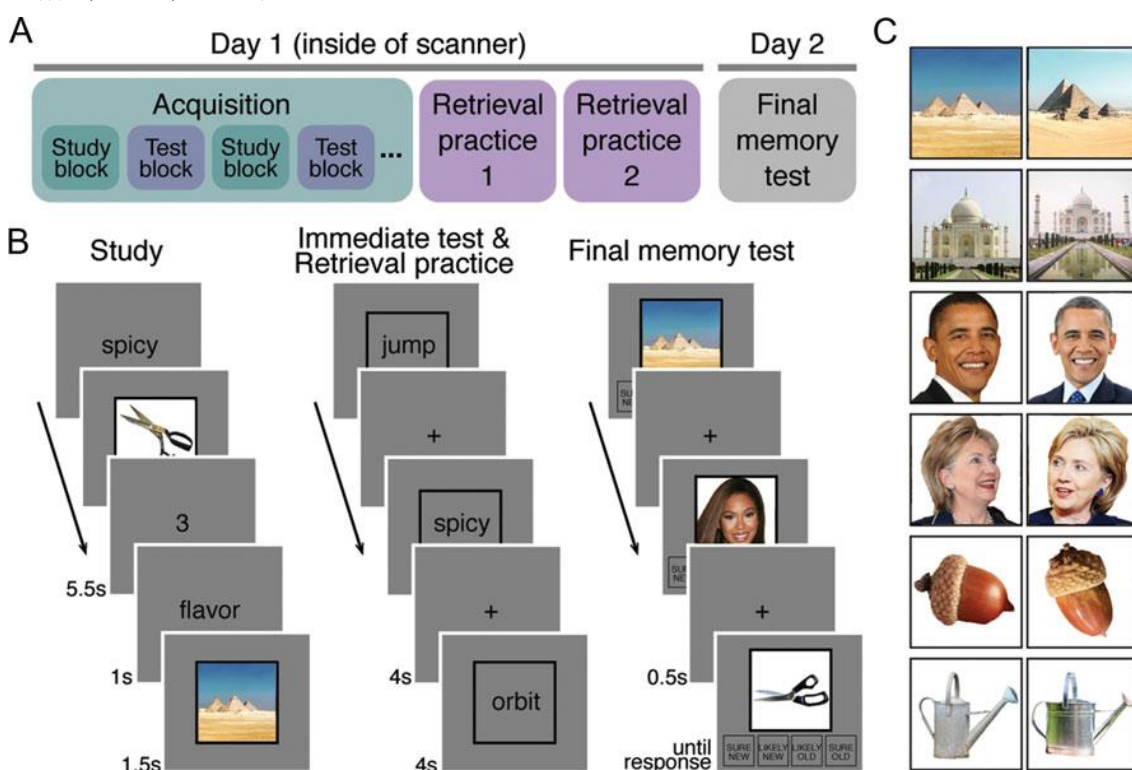 A
Day 1 (inside of scanner)
Day 2
Acquisition
Study
block
Test
block
Study
block
Test
block
...
Retrieval
practice
1
Retrieval
practice
2
Final
memory
test
B
Study
spicy
3
5.5s
flavor
1s
1.5s
Immediate test &
Retrieval practice
jump
+
spicy
+
4s
orbit
4s
Final memory test
+
+
0.5s
until
response
SURE
NEW
LIKELY
NEW
LIKELY
OLD
SURE
OLD
C